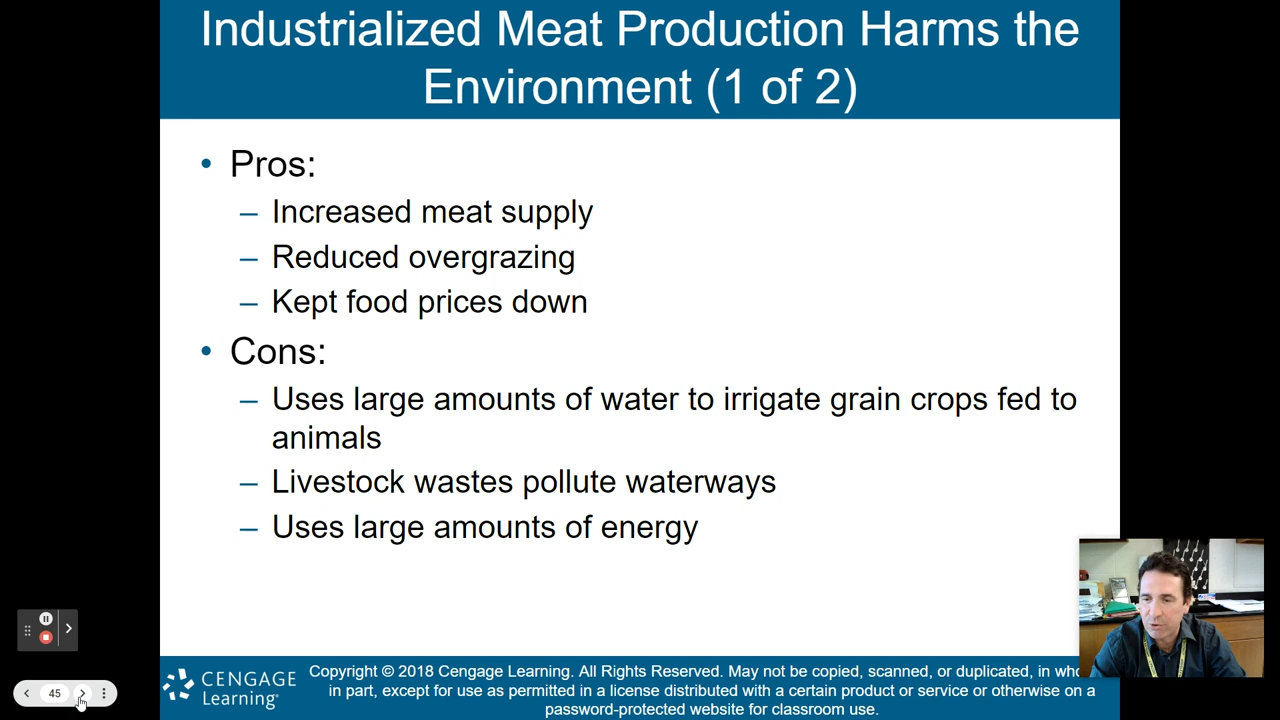 Industrialized Meat Production Harms the
Environment (1 of 2)
• Pros:
– Increased meat supply
– Reduced overgrazing
– Kept food prices down
• Cons:
– Uses large amounts of water to irrigate grain crops fed to
animals
– Livestock wastes pollute waterways
– Uses large amounts of energy
CENGAGE
Learning
Copyright © 2018 Cengage Learning. All Rights Reserved. May not be copied, scanned, or duplicated, in
in part, except for use as permitted in a license distributed with a certain product or service or otherwise on a
password-protected website for classroom use.
45